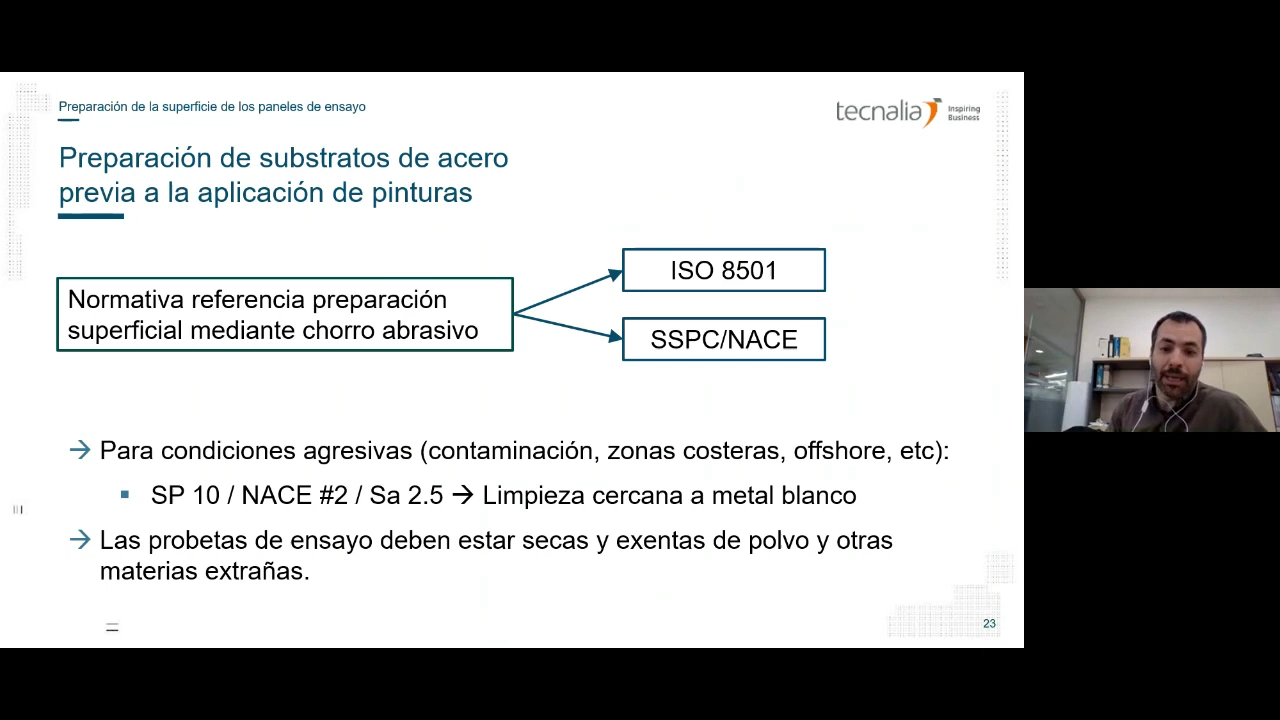 Preparación de la superficie de los paneles de ensayo
tecnalia Inspiring
Business
Preparación de substratos de acero
previa a la aplicación de pinturas
Normativa referencia preparación
superficial mediante chorro abrasivo
ISO 8501
SSPC/NACE
→ Para condiciones agresivas (contaminación, zonas costeras, offshore, etc):
▪ SP 10 / NACE #2 / Sa 2.5 → Limpieza cercana a metal blanco
→ Las probetas de ensayo deben estar secas y exentas de polvo y otras
materias extrañas.
23